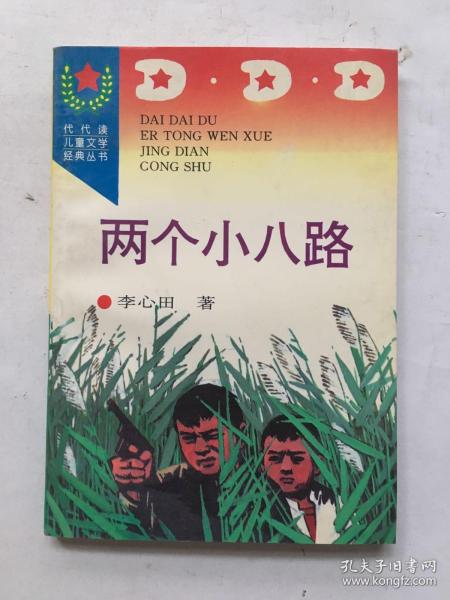 D·D·D
代代读
儿童文学
经典丛书
DAI DAI DU
ER TONG WEN XUE
JING DIAN
CONG SHU
两个小八路
李心田 著
孔夫子旧书网
www.kongfz.com